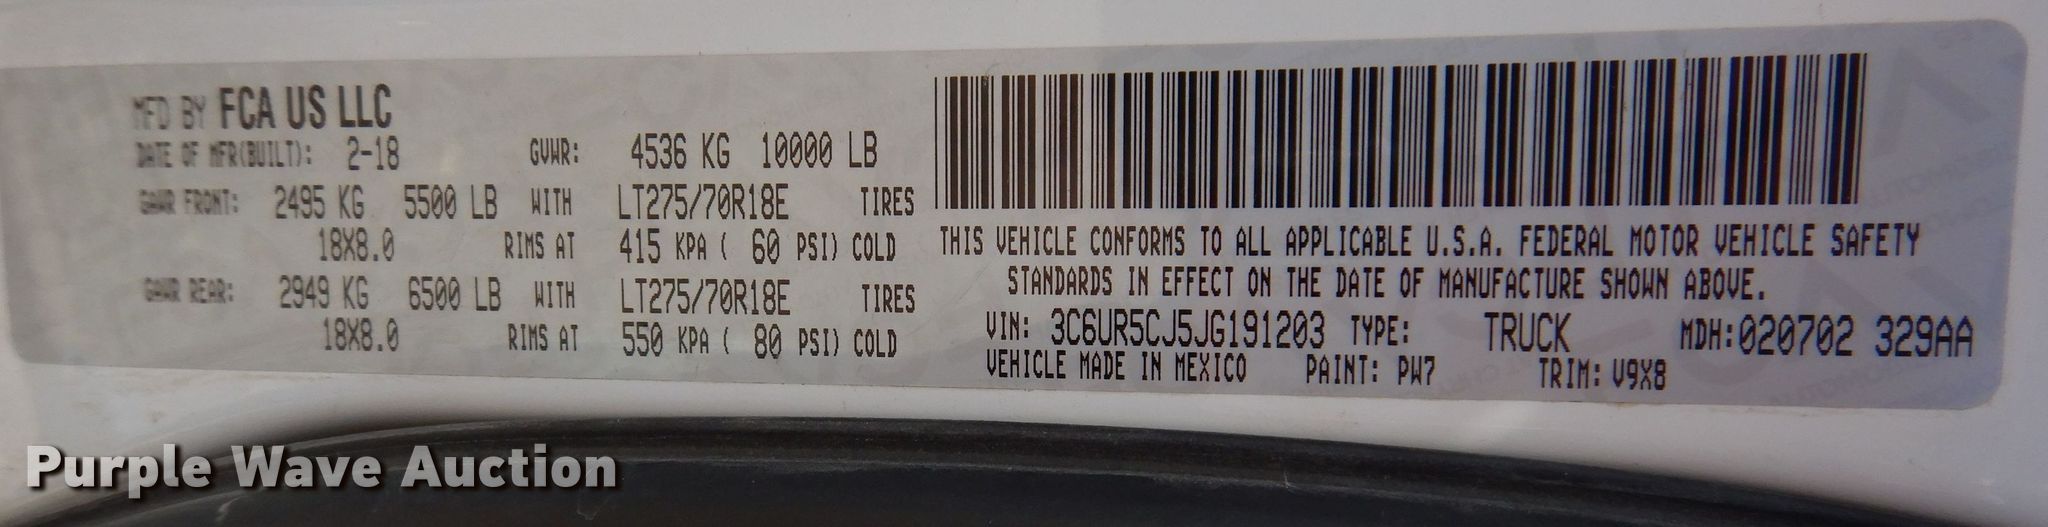 MFD BY FCA US LLC
DATE OF MFR(BUILT): 2-18 GVWR: 4536 KG 10000 LB
GAWR FRONT: 2495 KG 5500 LB WITH LT275/70R18E TIRES
18X8.0 RIMS AT 415 KPA ( 60 PSI) COLD
GAWR REAR: 2949 KG 6500 LB WITH LT275/70R18E TIRES
18X8.0 RIMS AT 550 KPA ( 80 PSI) COLD
THIS VEHICLE CONFORMS TO ALL APPLICABLE U.S.A. FEDERAL MOTOR VEHICLE SAFETY
STANDARDS IN EFFECT ON THE DATE OF MANUFACTURE SHOWN ABOVE.
VIN: 3C6UR5CJ5JG191203 TYPE: TRUCK MDH:020702 329AA
VEHICLE MADE IN MEXICO PAINT: PW7 TRIM: V9X8
Purple Wave Auction